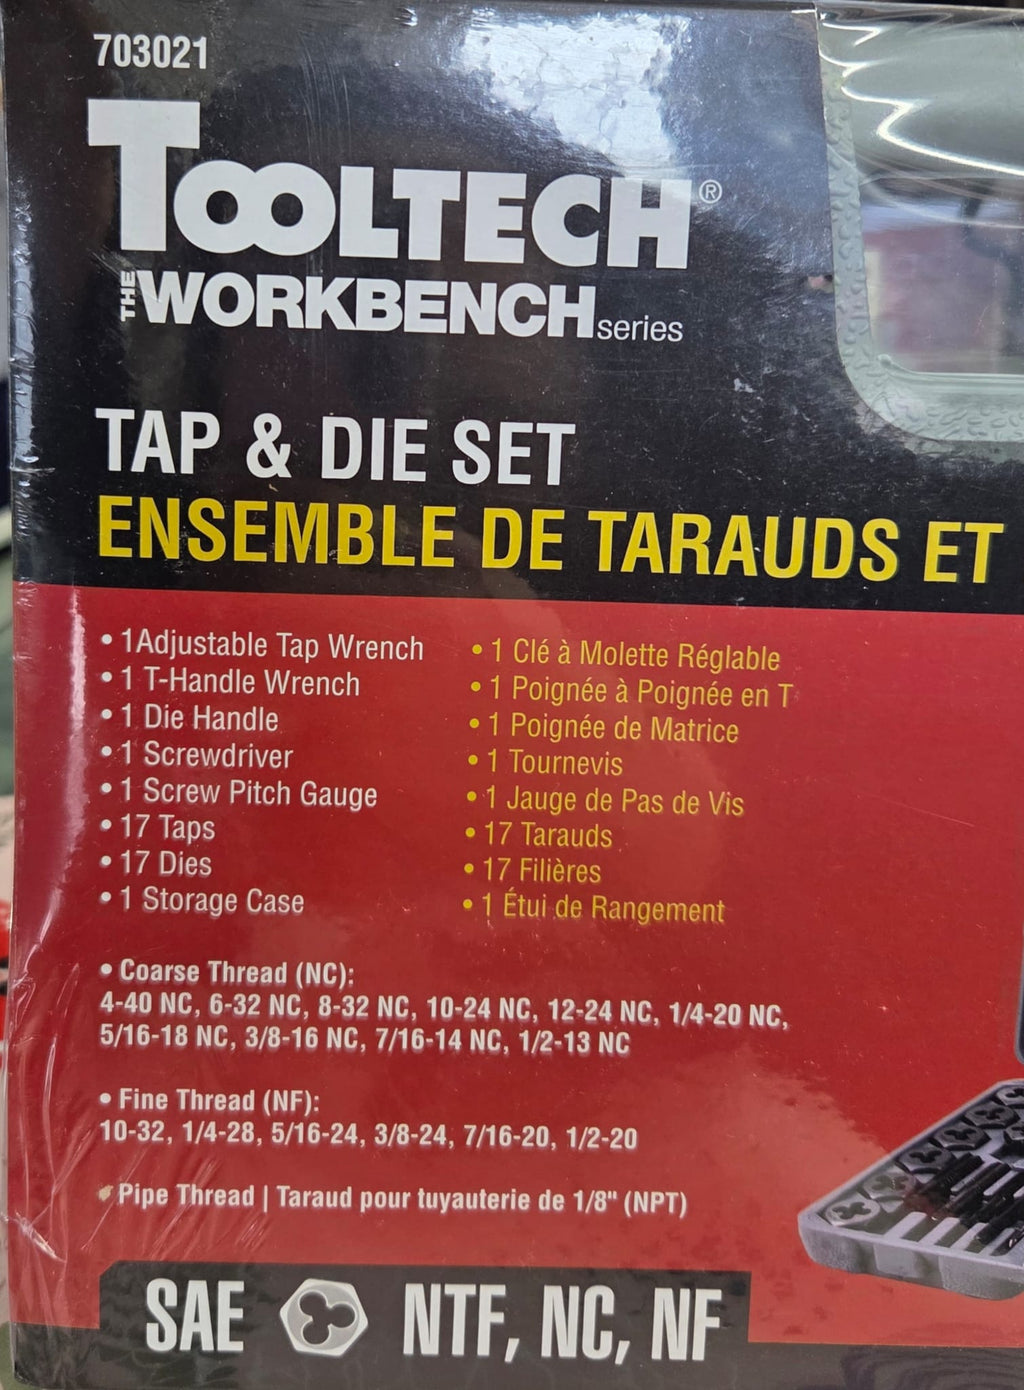 703021
TOOLTECH®
THE WORKBENCH series
TAP & DIE SET
ENSEMBLE DE TARAUDS ET
• 1Adjustable Tap Wrench
• 1 T-Handle Wrench
• 1 Die Handle
• 1 Screwdriver
• 1 Screw Pitch Gauge
• 17 Taps
• 17 Dies
• 1 Storage Case
• 1 Clé à Molette Réglable
• 1 Poignée à Poignée en T
• 1 Poignée de Matrice
• 1 Tournevis
• 1 Jauge de Pas de Vis
• 17 Tarauds
• 17 Filières
• 1 Étui de Rangement
• Coarse Thread (NC):
4-40 NC, 6-32 NC, 8-32 NC, 10-24 NC, 12-24 NC, 1/4-20 NC,
5/16-18 NC, 3/8-16 NC, 7/16-14 NC, 1/2-13 NC
• Fine Thread (NF):
10-32, 1/4-28, 5/16-24, 3/8-24, 7/16-20, 1/2-20
• Pipe Thread | Taraud pour tuyauterie de 1/8" (NPT)
SAE NTF, NC, NF